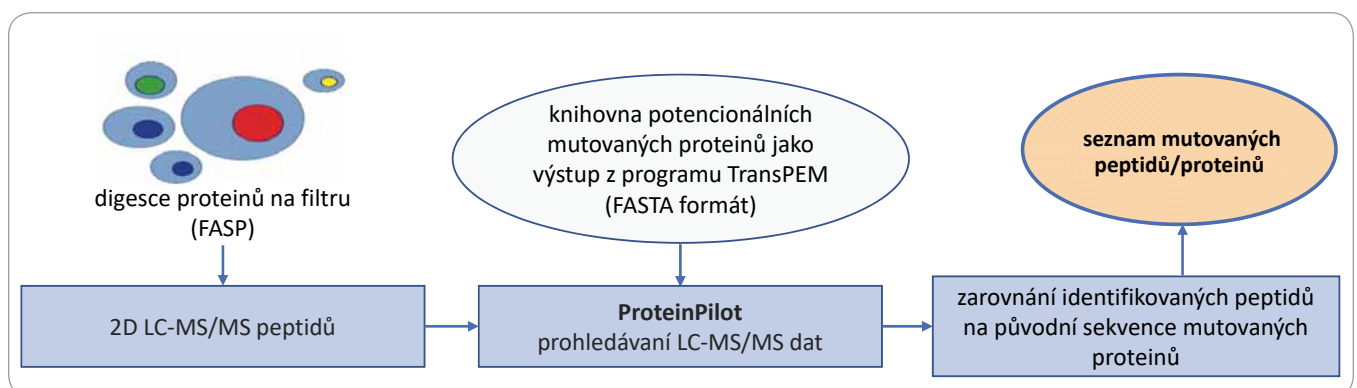 digesce proteinů na filtru
(FASP)
knihovna potencionálních
mutovaných proteinů jako
výstup z programu TransPEM
(FASTA formát)
seznam mutovaných
peptidů/proteinů
2D LC-MS/MS peptidů
ProteinPilot
prohledávaní LC-MS/MS dat
zarovnání identifikovaných peptidů
na původní sekvence mutovaných
proteinů